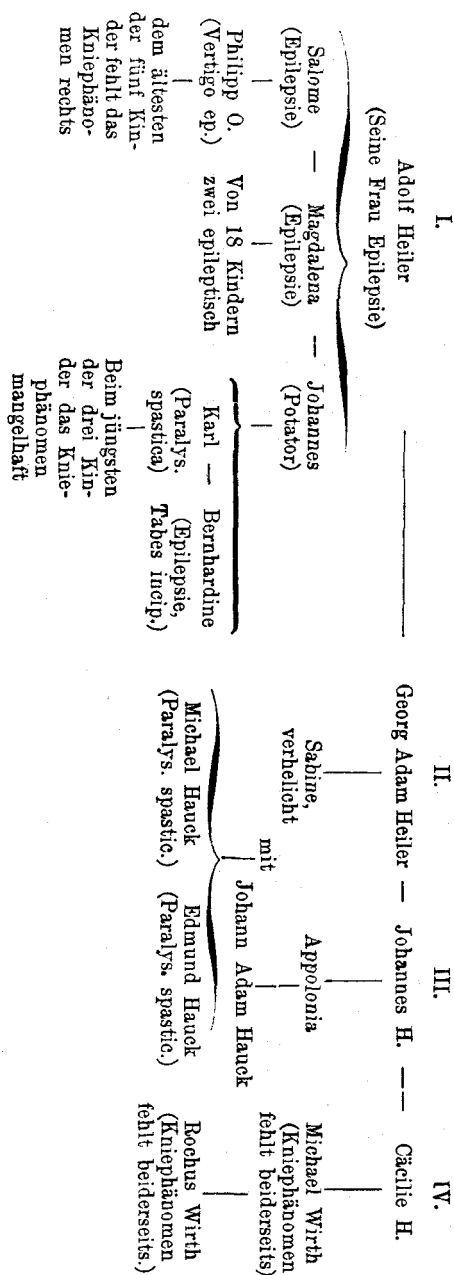 I.
Adolf Heiler
(Seine Frau Epilepsie)
Salome — Magdalena — Johannes
(Epilepsie) (Epilepsie) (Potator)
Philipp O.
(Vertigo ep.)
Von 18 Kindern
zwei epileptisch
Karl — Bernhardine
(Paralys. (Epilepsie,
spastica) Tabes incip.)
dem ältesten
der fünf Kin-
der fehlt das
Kniephäno-
men rechts
Beim jüngsten
der drei Kin-
der das Knie-
phänomen
mangelhaft
II. III. IV.
Georg Adam Heiler — Johannes H. —— Cäcilie H.
Sabine,
verhelicht
mit
Appolonia
Johann Adam Hauck
Michael Hauck Edmund Hauck
(Paralys. spastic.) (Paralys. spastic.)
Michael Wirth
(Kniephänomen
fehlt beiderseits)
Rochus Wirth
(Kniephänomen
fehlt beiderseits.)